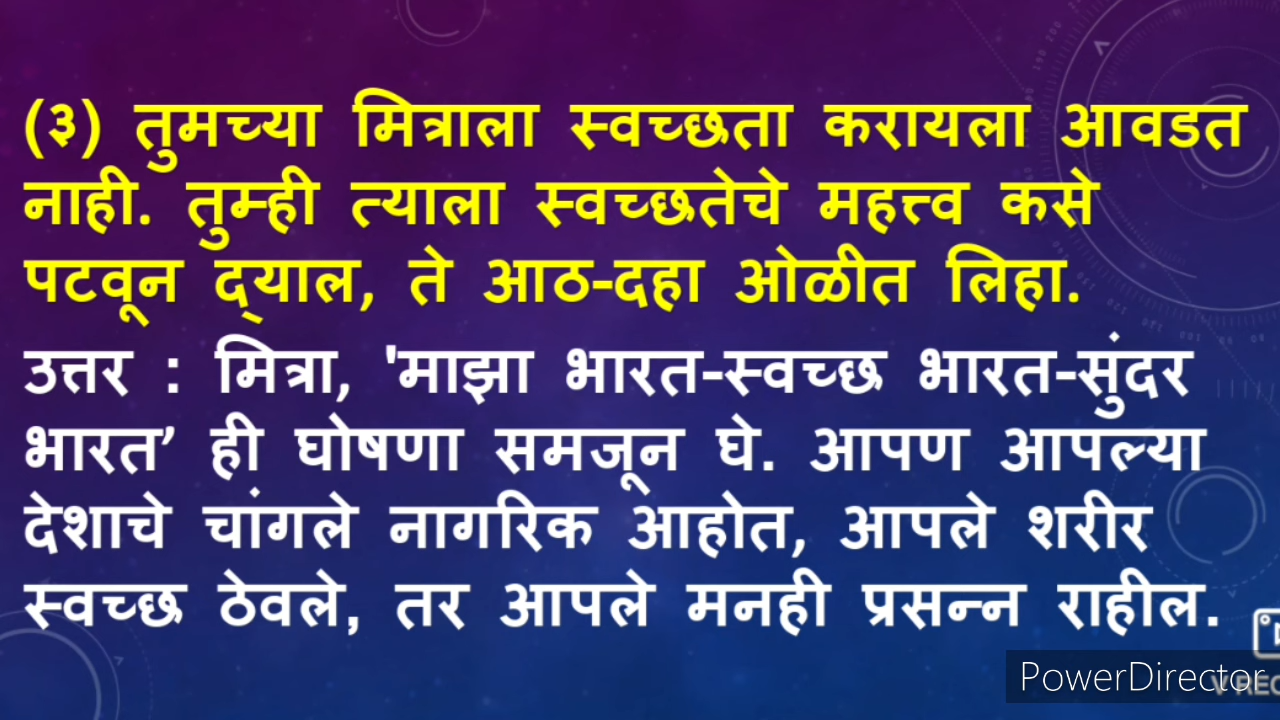 (३) तुमच्या मित्राला स्वच्छता करायला आवडत
नाही. तुम्ही त्याला स्वच्छतेचे महत्त्व कसे
पटवून द्‌याल, ते आठ-दहा ओळीत लिहा.
उत्तर : मित्रा, 'माझा भारत-स्वच्छ भारत-सुंदर
भारत’ ही घोषणा समजून घे. आपण आपल्या
देशाचे चांगले नागरिक आहोत, आपले शरीर
स्वच्छ ठेवले, तर आपले मनही प्रसन्न राहील.
PowerDirector